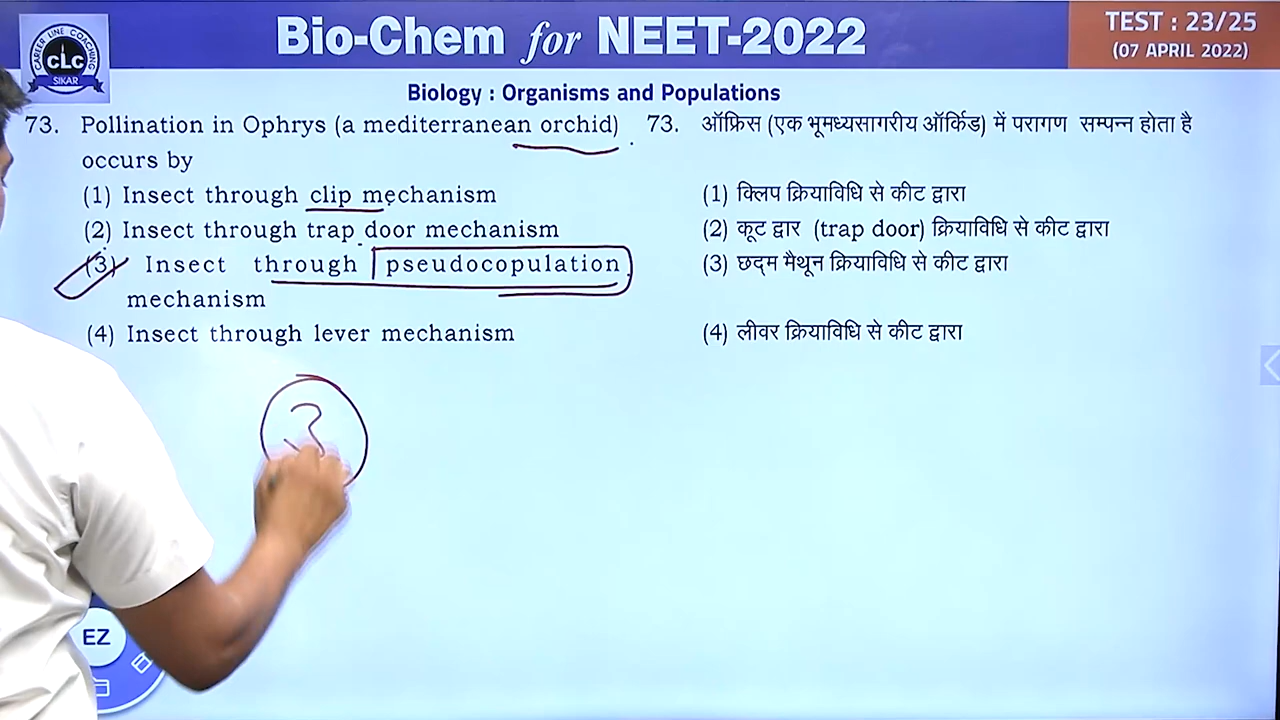 CAREER LINE COACHING
CLC
SIKAR
Bio-Chem for NEET-2022
TEST : 23/25
(07 APRIL 2022)
Biology : Organisms and Populations
73. Pollination in Ophrys (a mediterranean orchid)
occurs by
(1) Insect through clip mechanism
(2) Insect through trap door mechanism
(3) Insect through pseudocopulation
mechanism
(4) Insect through lever mechanism
73. ऑफ्रिस (एक भूमध्यसागरीय ऑर्किड) में परागण सम्पन्न होता है
(1) क्लिप क्रियाविधि से कीट द्वारा
(2) कूट द्वार (trap door) क्रियाविधि से कीट द्वारा
(3) छद्म मैथून क्रियाविधि से कीट द्वारा
(4) लीवर क्रियाविधि से कीट द्वारा
3
EZ